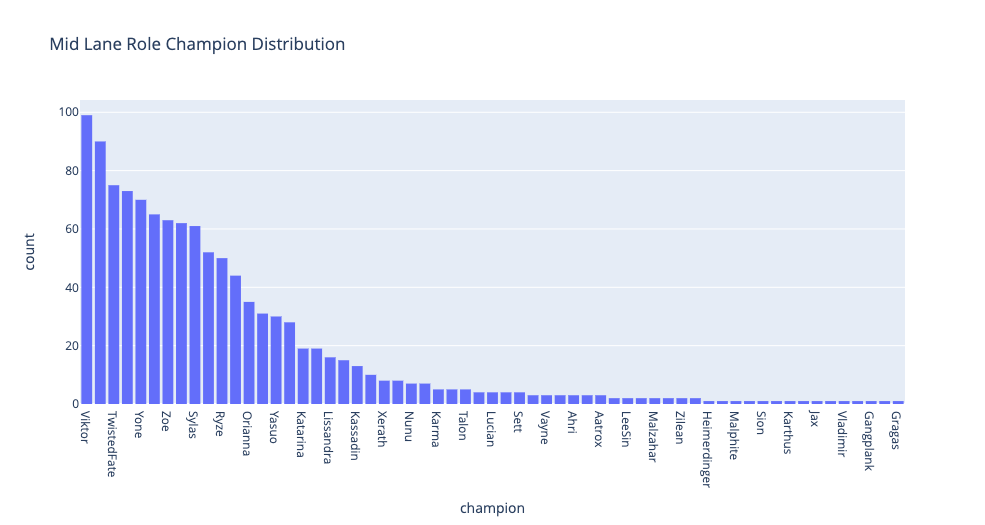 Mid Lane Role Champion Distribution
count
100
80
60
40
20
0
Viktor
TwistedFate
Yone
Zoe
Sylas
Ryze
Orianna
Yasuo
Katarina
Lissandra
Kassadin
Xerath
Nunu
Karma
Talon
Lucian
Sett
Vayne
Ahri
Aatrox
LeeSin
Malzahar
Zilean
Heimerdinger
Malphite
Sion
Karthus
Jax
Vladimir
Gangplank
Gragas
champion